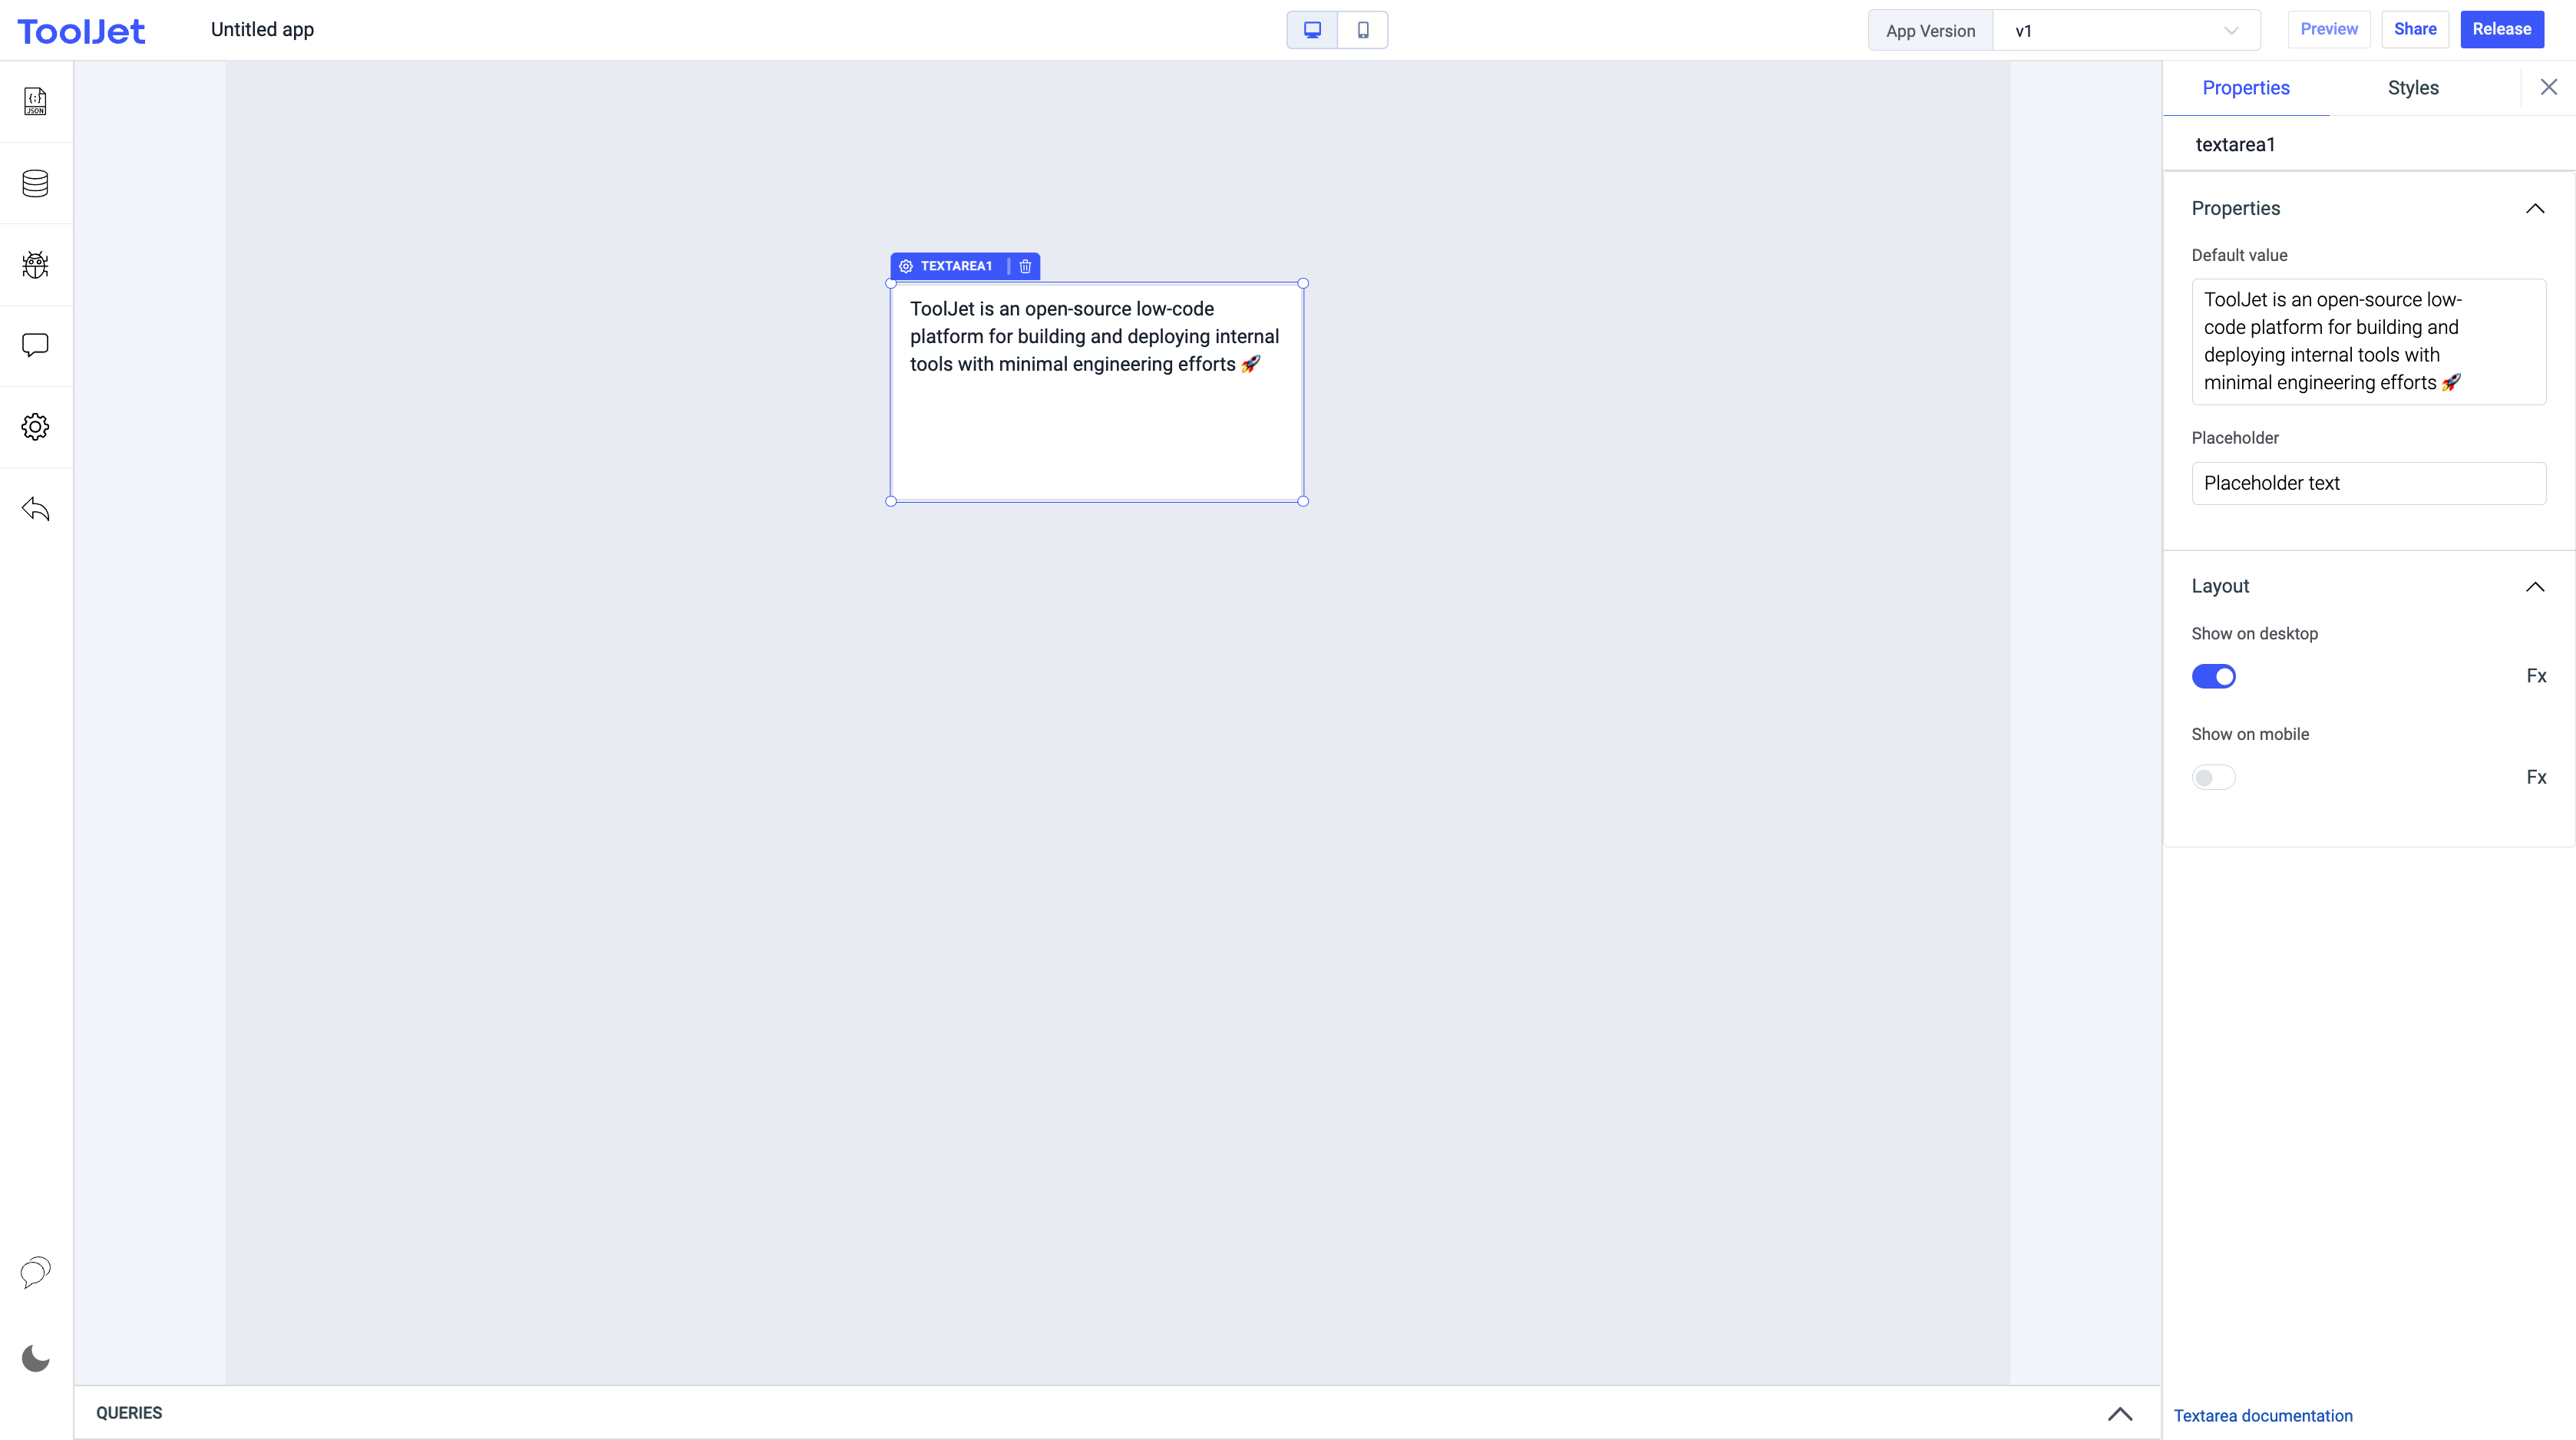 ToolJet
Untitled app
App Version
v1
Preview
Share
Release
JSON
TEXTAREA1
ToolJet is an open-source low-code
platform for building and deploying internal
tools with minimal engineering efforts 🚀
Properties
Styles
textarea1
Properties
Default value
ToolJet is an open-source low-
code platform for building and
deploying internal tools with
minimal engineering efforts 🚀
Placeholder
Placeholder text
Layout
Show on desktop
Fx
Show on mobile
Fx
QUERIES
Textarea documentation